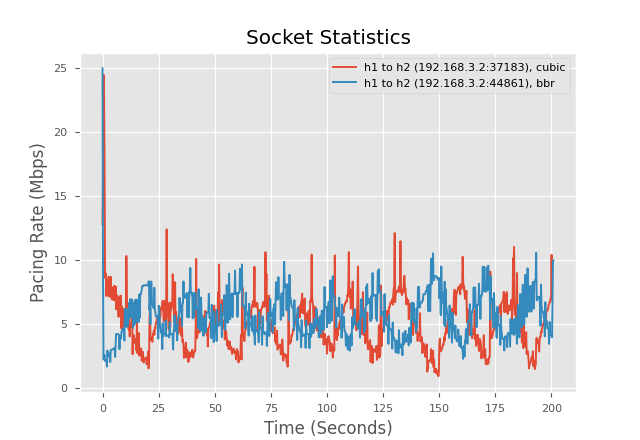 Socket Statistics
h1 to h2 (192.168.3.2:37183), cubic
h1 to h2 (192.168.3.2:44861), bbr
Pacing Rate (Mbps)
25
20
15
10
5
0
0 25 50 75 100 125 150 175 200
Time (Seconds)